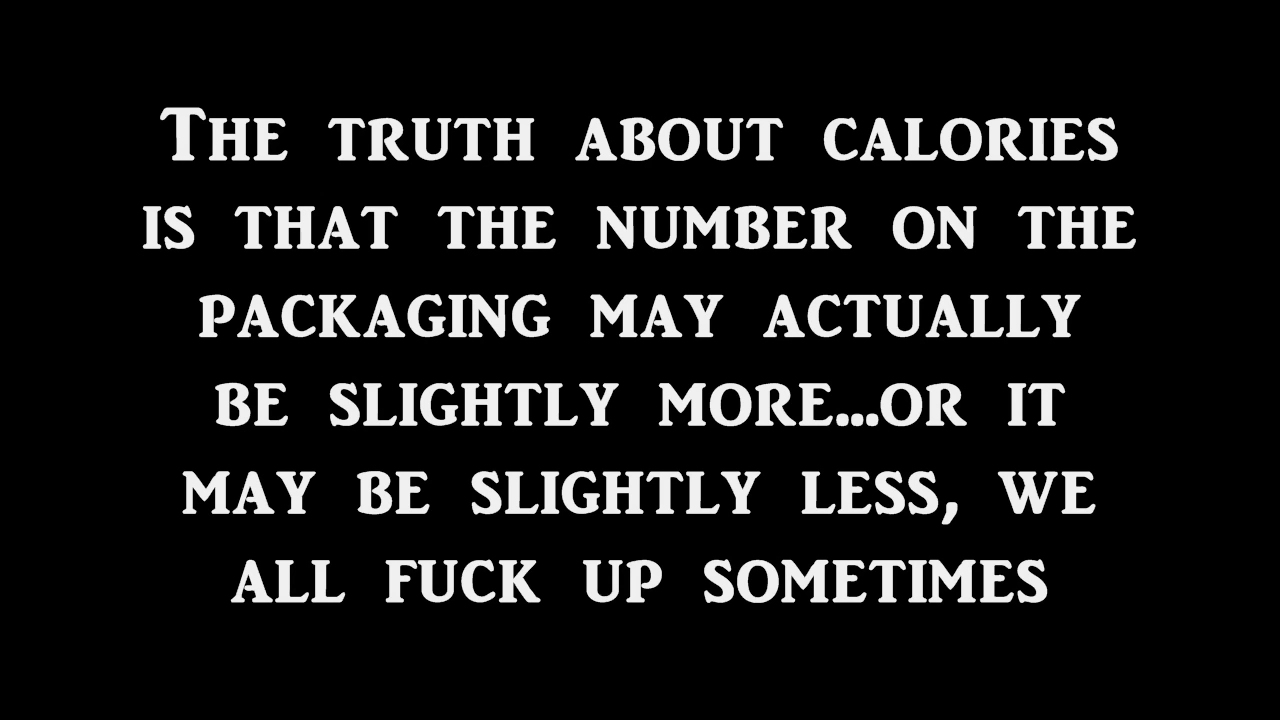 The truth about calories
is that the number on the
packaging may actually
be slightly more...or it
may be slightly less, we
all fuck up sometimes